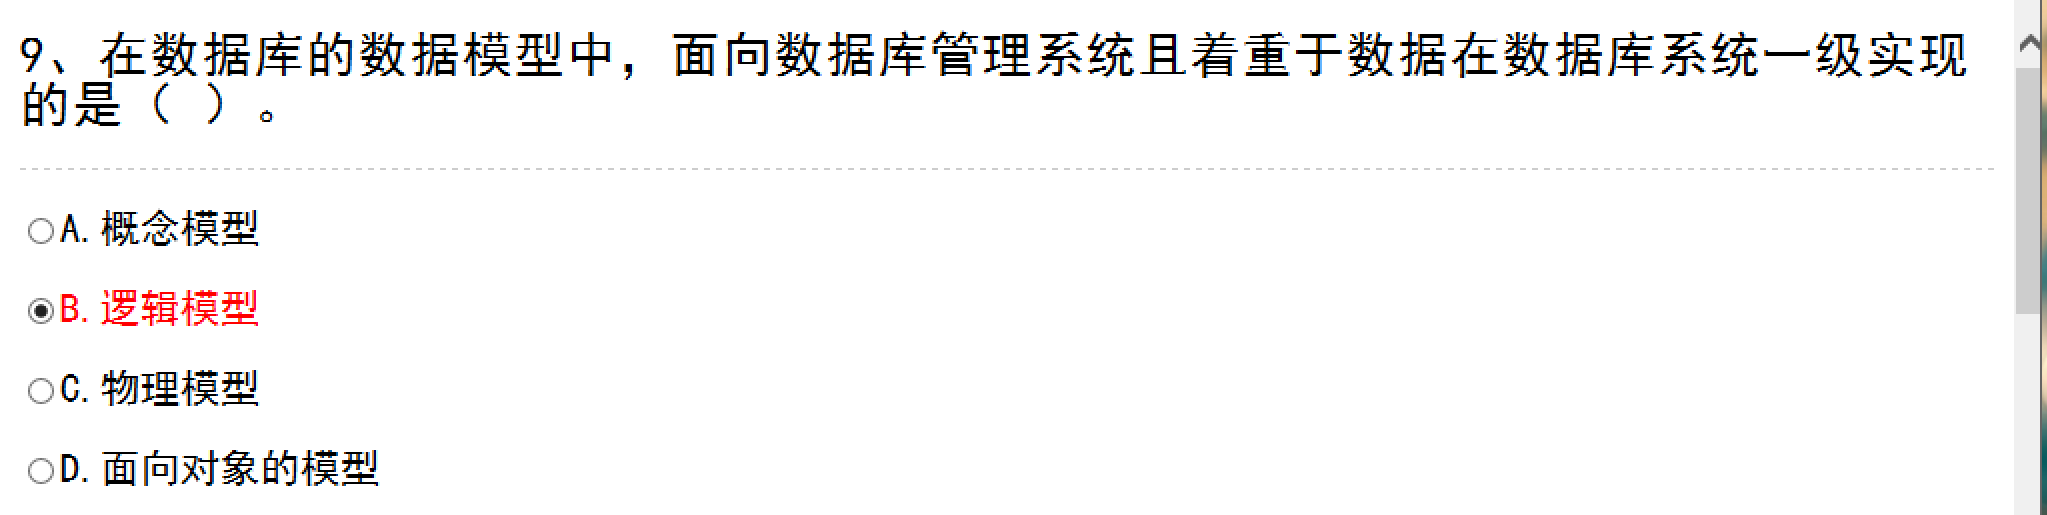 9、在数据库的数据模型中，面向数据库管理系统且着重于数据在数据库系统一级实现
的是（ ）。
A. 概念模型
B. 逻辑模型
C. 物理模型
D. 面向对象的模型